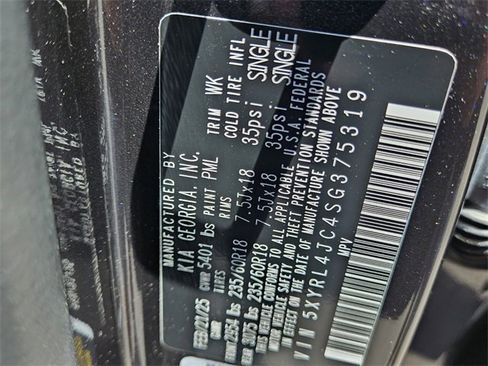 MANUFACTURED BY
KIA GEORGIA, INC.
FEB/21/25 GVWR 5401 lbs PAINT PML TRIM WK
GAWR TIRES RIMS COLD TIRE INFL
FRT 2954 lbs 235/60R18 7.5Jx18 35psi SINGLE
RR 3075 lbs 235/60R18 7.5Jx18 35psi SINGLE
THIS VEHICLE CONFORMS TO ALL APPLICABLE U.S.A. FEDERAL
MOTOR VEHICLE SAFETY AND THEFT PREVENTION STANDARDS
IN EFFECT ON THE DATE OF MANUFACTURE SHOWN ABOVE
VIN 5XYRL4JC4SG375319
MPV